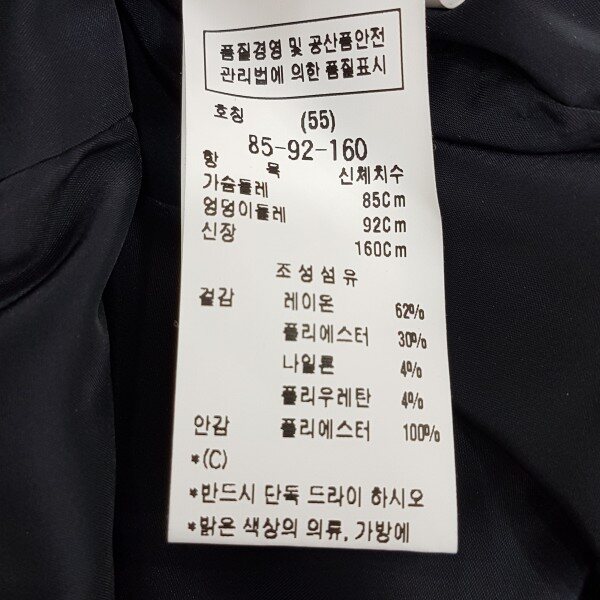 품질경영 및 공산품안전
관리법에 의한 품질표시
호칭 (55)
85-92-160
항 목 신체치수
가슴둘레 85Cm
엉덩이둘레 92Cm
신장 160Cm
조성섬유
겉감 레이온 62%
폴리에스터 30%
나일론 4%
폴리우레탄 4%
안감 폴리에스터 100%
*(C)
*반드시 단독 드라이 하시오
*밝은 색상의 의류, 가방에